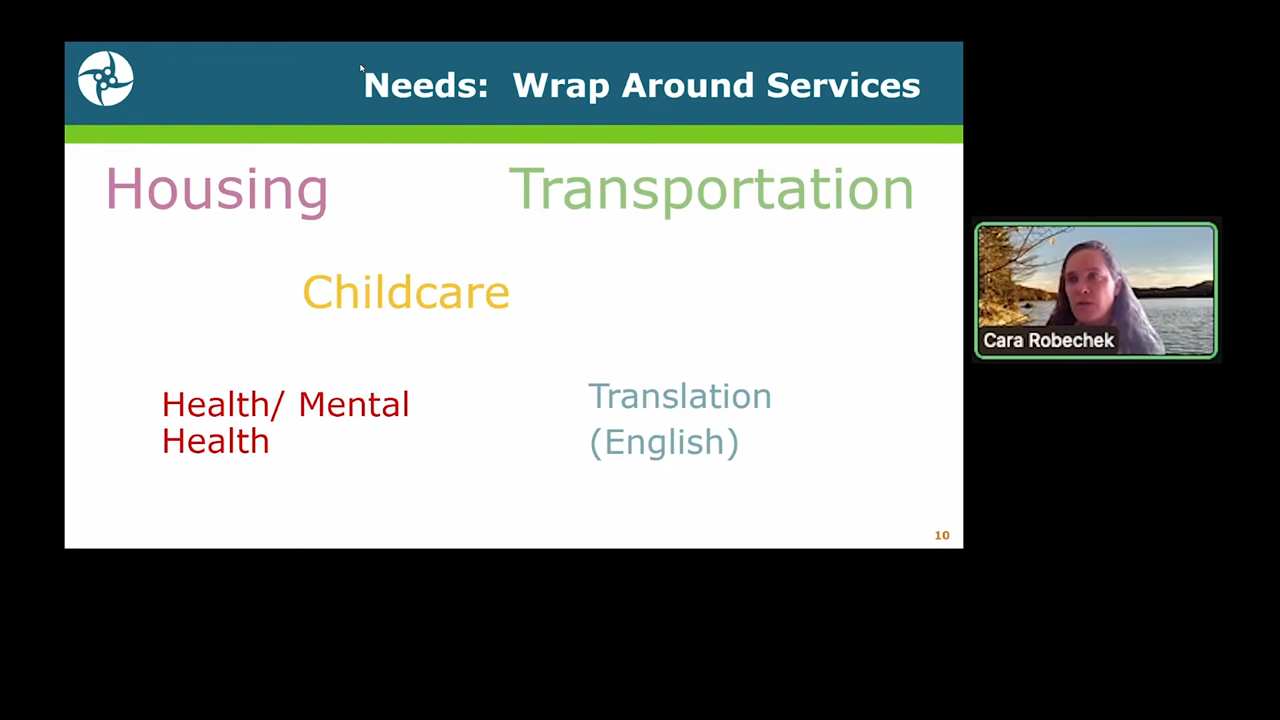 Needs:  Wrap Around Services
Housing
Transportation
Childcare
Health/ Mental
Health
Translation
(English)
10
Cara Robechek